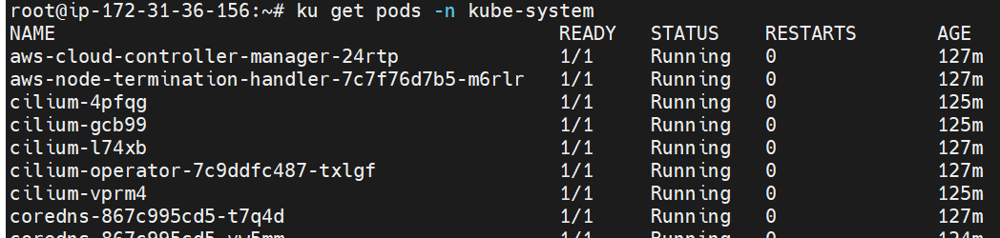 root@ip-172-31-36-156:~# ku get pods -n kube-system
NAME READY STATUS RESTARTS AGE
aws-cloud-controller-manager-24rtp 1/1 Running 0 127m
aws-node-termination-handler-7c7f76d7b5-m6rlr 1/1 Running 0 127m
cilium-4pfqg 1/1 Running 0 125m
cilium-gcb99 1/1 Running 0 125m
cilium-l74xb 1/1 Running 0 127m
cilium-operator-7c9ddfc487-txlgf 1/1 Running 0 127m
cilium-vprm4 1/1 Running 0 125m
coredns-867c995cd5-t7q4d 1/1 Running 0 127m
1/1 Running 0